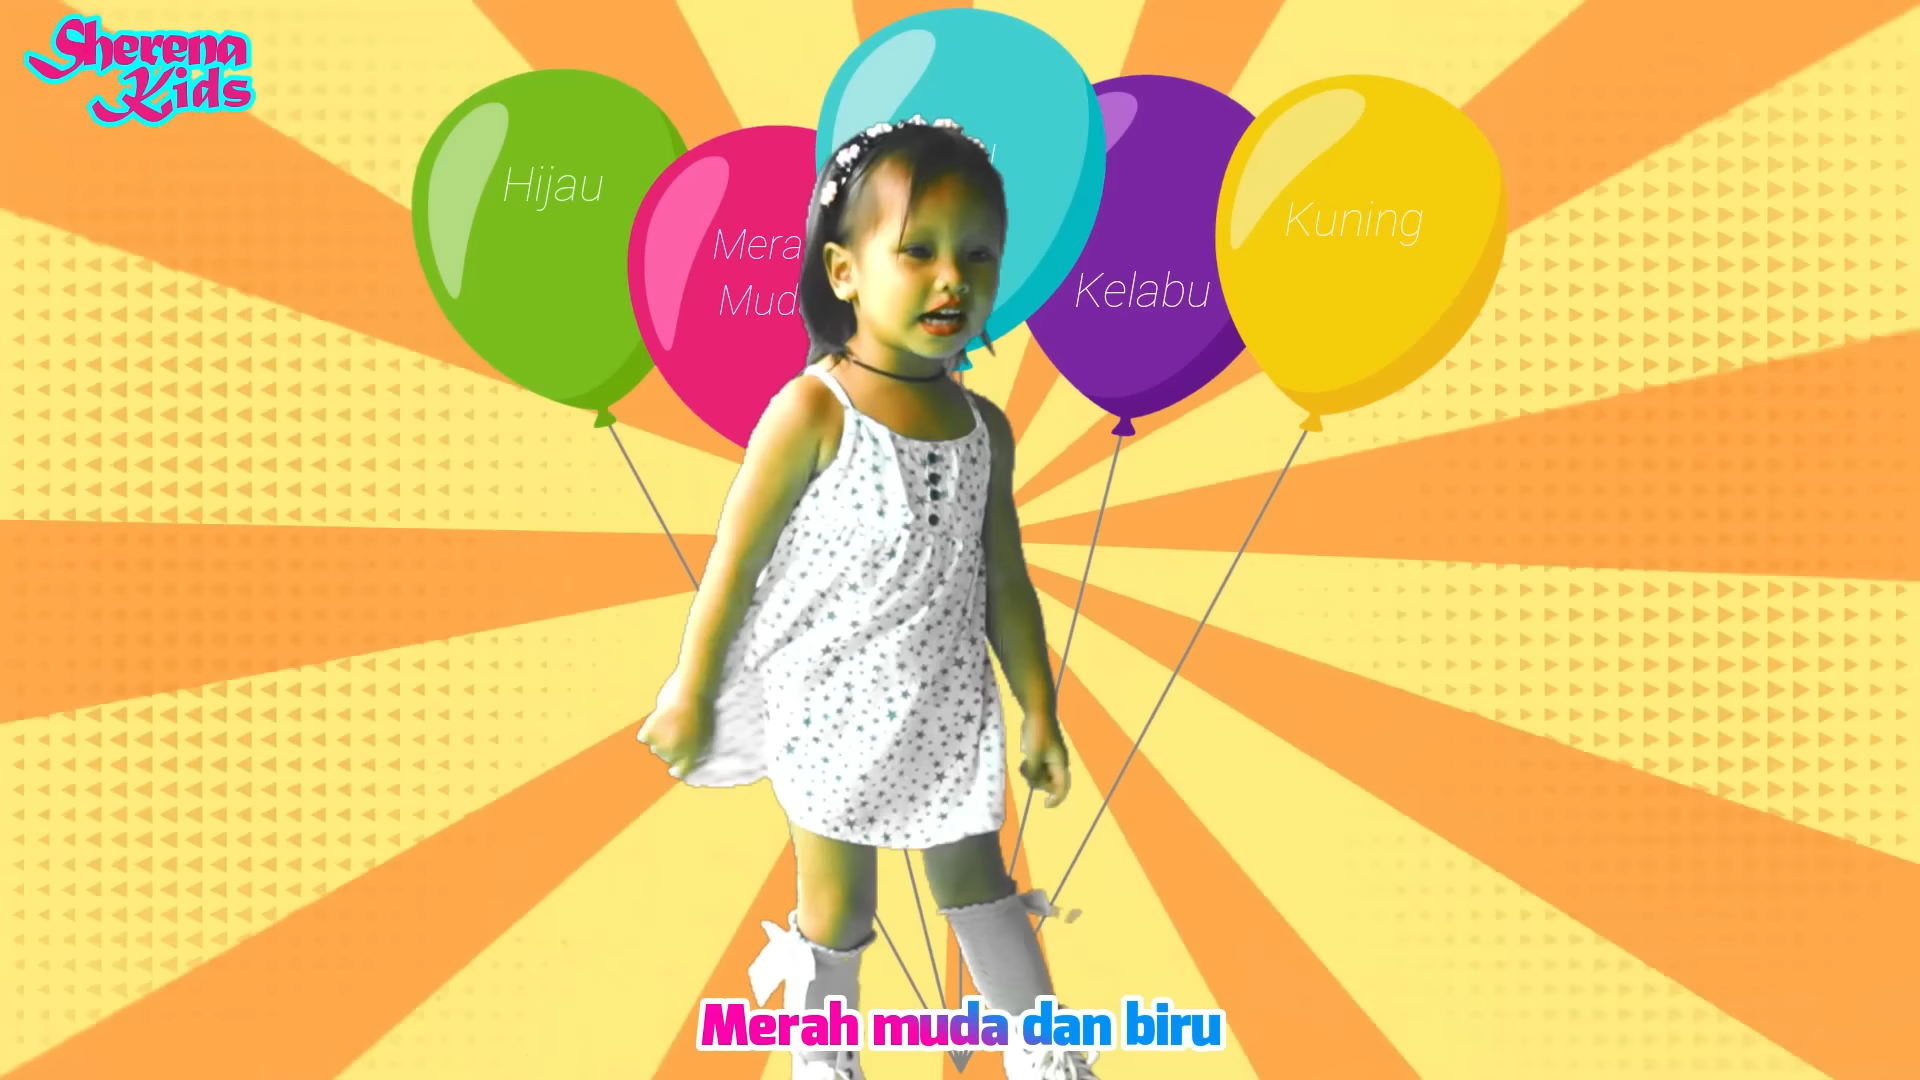 Sherena
Kids
Hijau
Kuning
Kelabu
Merah muda dan biru